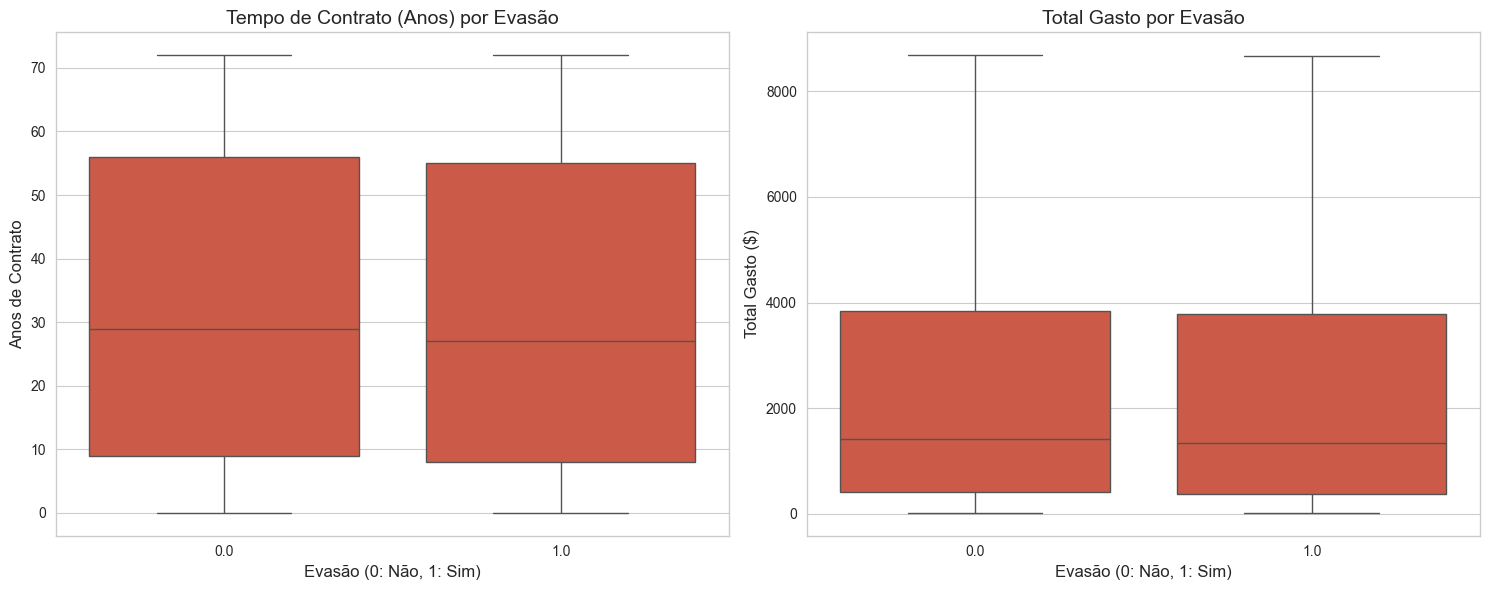 Tempo de Contrato (Anos) por Evasão
Anos de Contrato
70
60
50
40
30
20
10
0
0.0
1.0
Evasão (0: Não, 1: Sim)
Total Gasto por Evasão
Total Gasto ($)
8000
6000
4000
2000
0
0.0
1.0
Evasão (0: Não, 1: Sim)